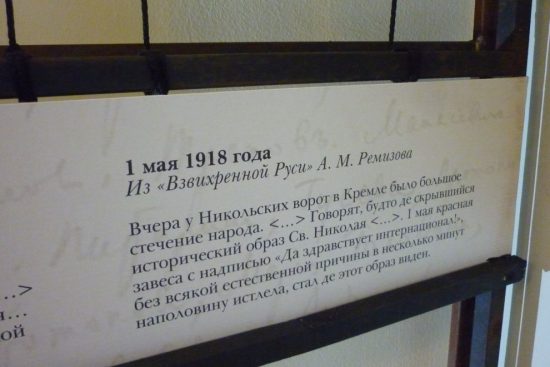 1 мая 1918 года
Из «Взвихренной Руси» А. М. Ремизова
Вчера у Никольских ворот в Кремле было большое
стечение народа. <...> Говорят, будто де скрывшийся
исторический образ Св. Николая <...>. 1 мая красная
завеса с надписью «Да здравствует интернационал!»,
без всякой естественной причины в несколько минут
наполовину истлела, стал де этот образ виден.
...>
...
ой